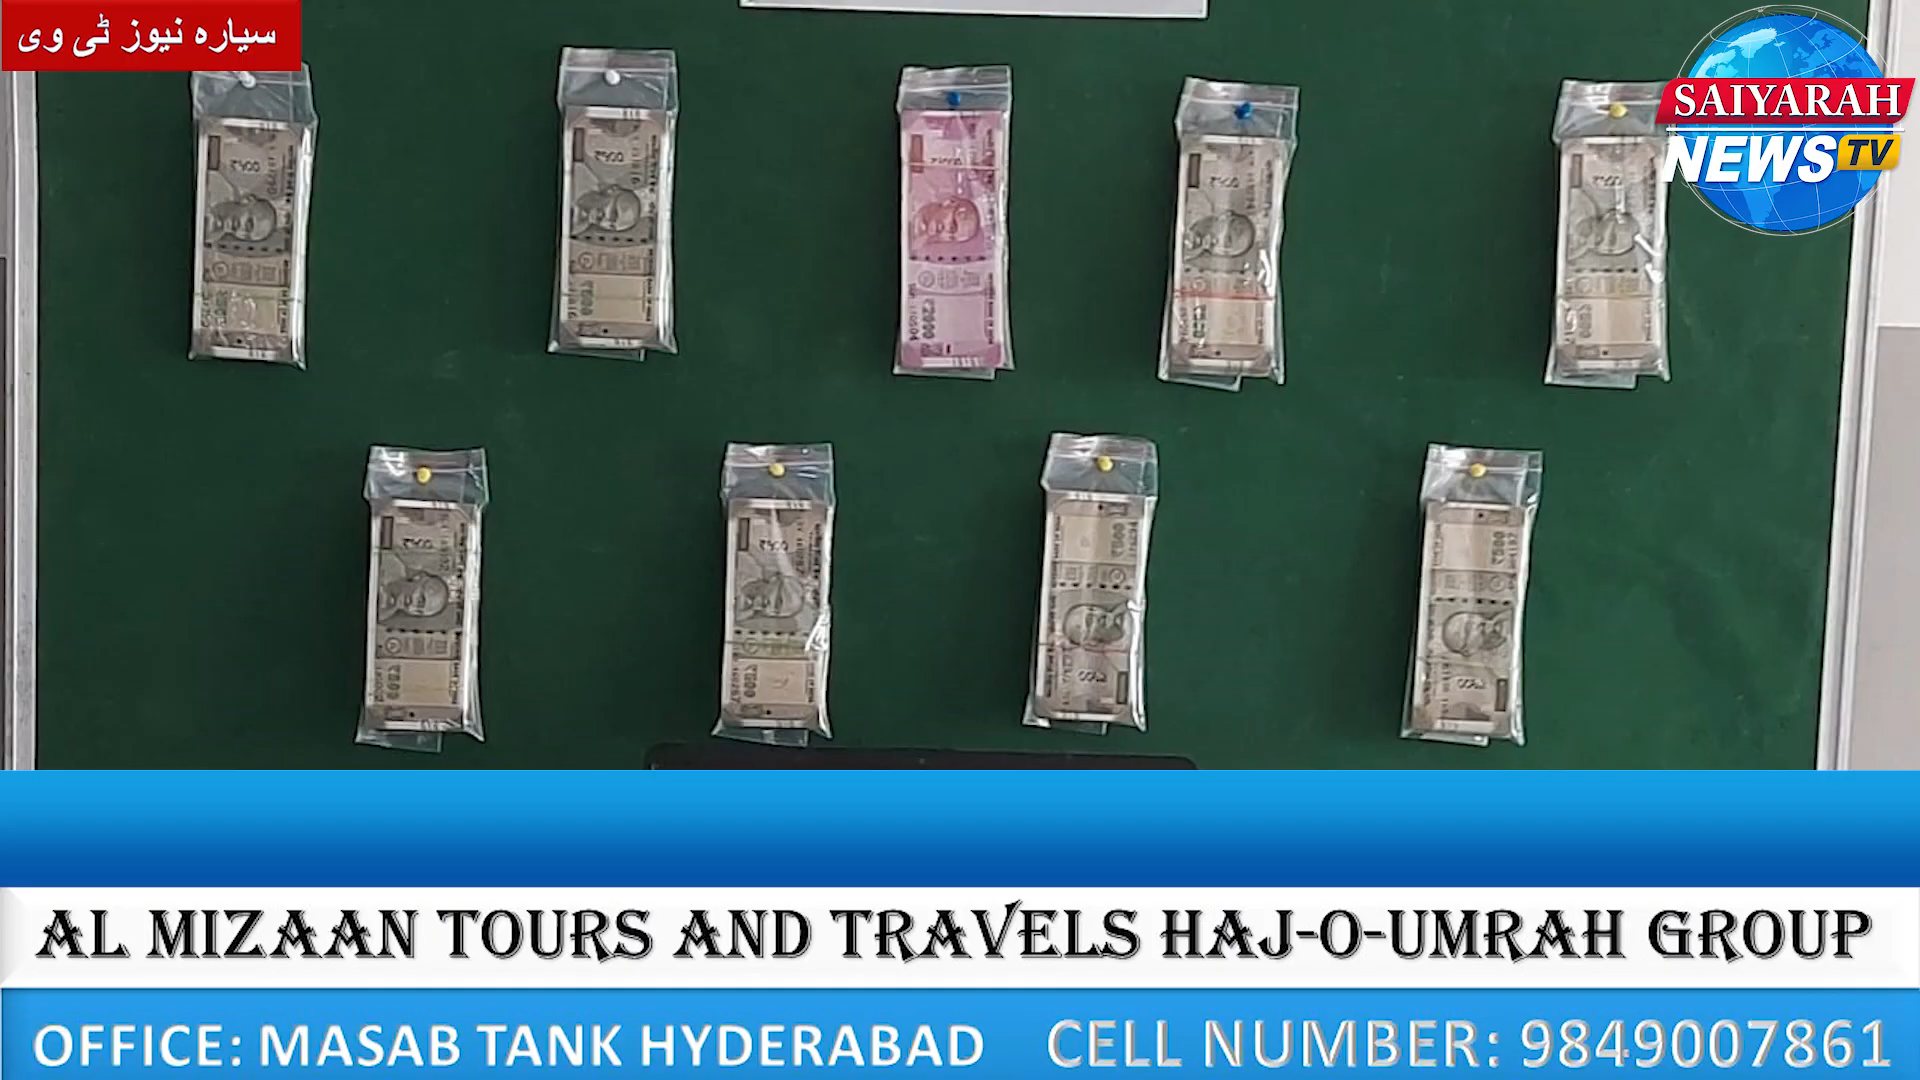 سیارہ نیوز ٹی وی
SAIYARAH
NEWS TV
₹2000
AL MIZAAN TOURS AND TRAVELS HAJ-O-UMRAH GROUP
OFFICE: MASAB TANK HYDERABAD CELL NUMBER: 9849007861